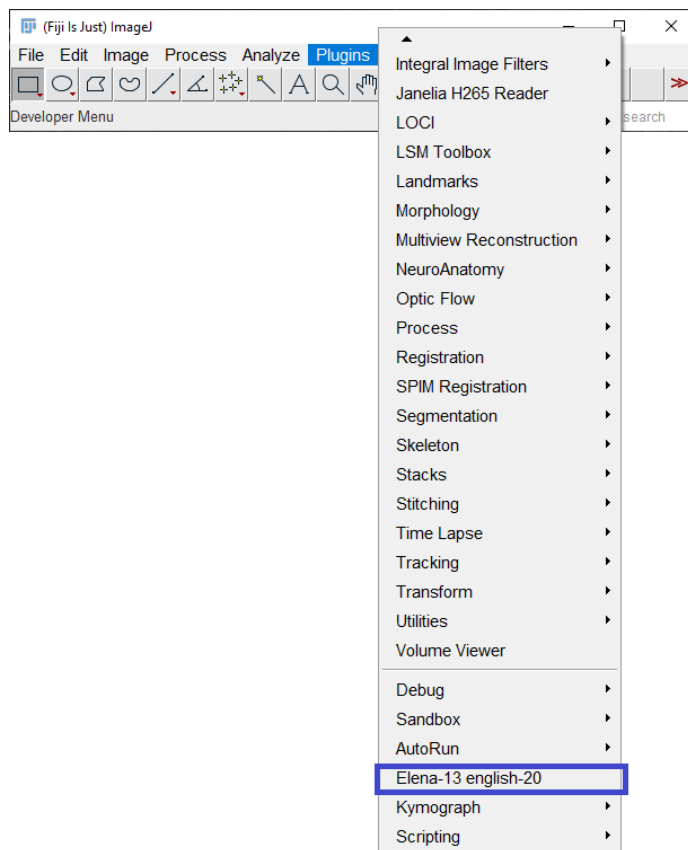 (Fiji Is Just) ImageJ
File Edit Image Process Analyze Plugins
A
Developer Menu
search
Integral Image Filters
Janelia H265 Reader
LOCI
LSM Toolbox
Landmarks
Morphology
Multiview Reconstruction
NeuroAnatomy
Optic Flow
Process
Registration
SPIM Registration
Segmentation
Skeleton
Stacks
Stitching
Time Lapse
Tracking
Transform
Utilities
Volume Viewer
Debug
Sandbox
AutoRun
Elena-13 english-20
Kymograph
Scripting